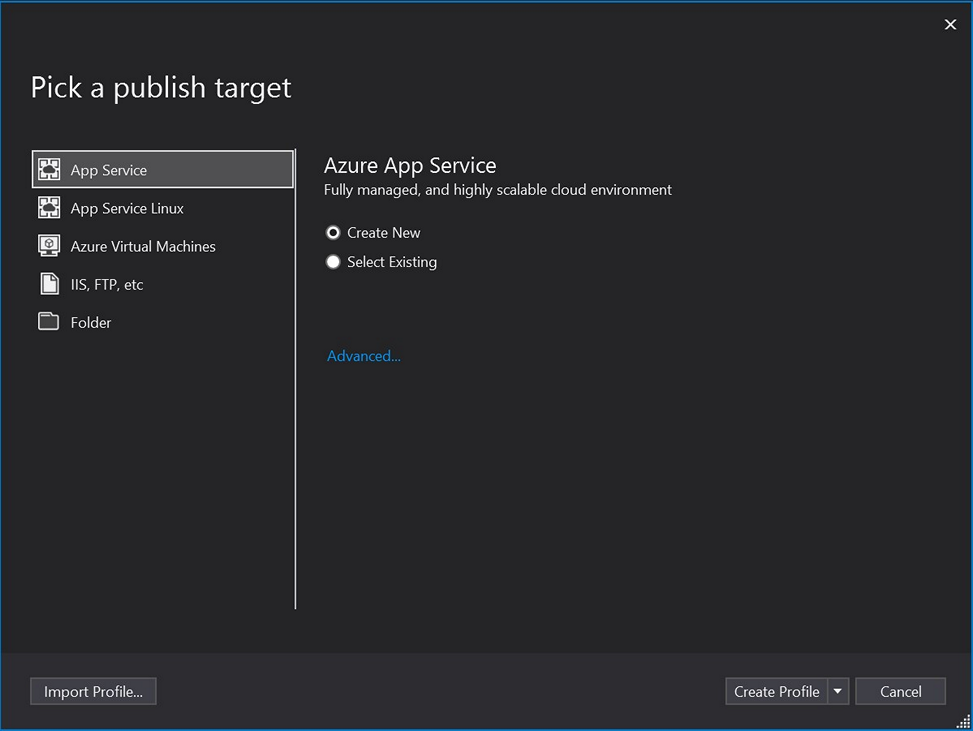 Pick a publish target
App Service
App Service Linux
Azure Virtual Machines
IIS, FTP, etc
Folder
Azure App Service
Fully managed, and highly scalable cloud environment
Create New
Select Existing
Advanced...
Import Profile...
Create Profile
Cancel